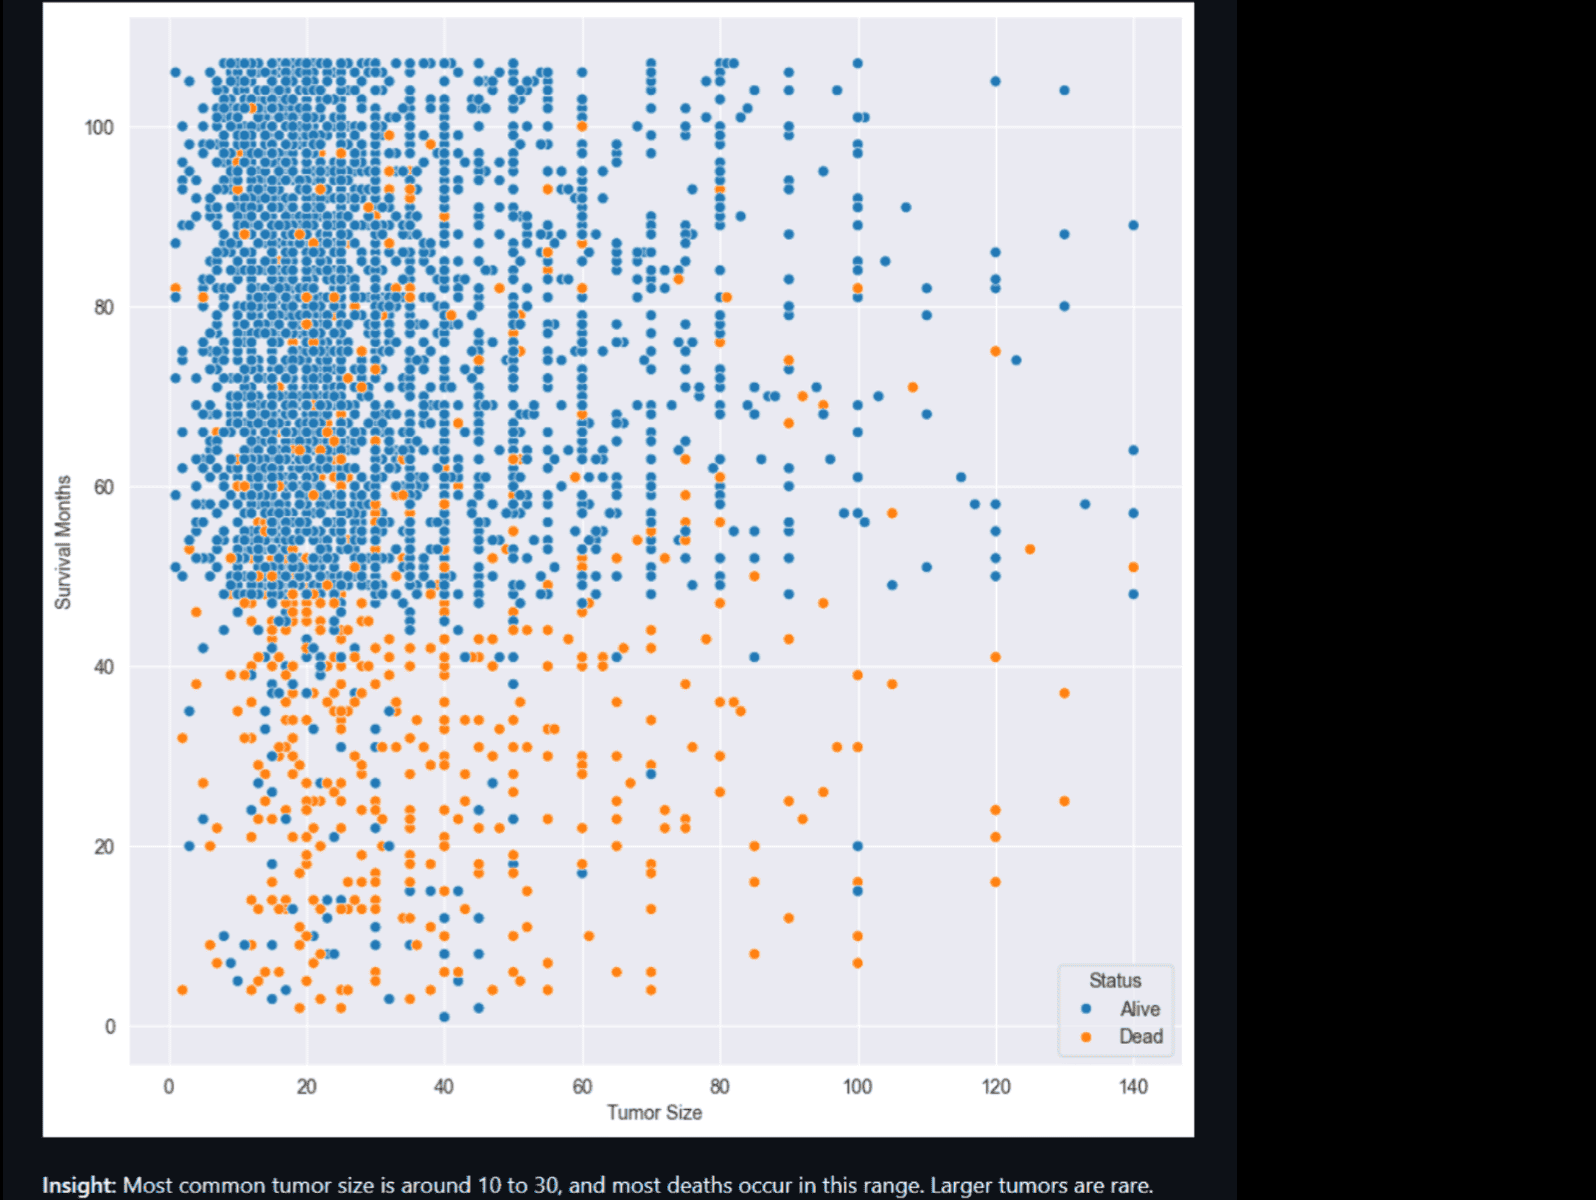 100
80
60
40
20
0
Survival Months
0 20 40 60 80 100 120 140
Tumor Size
Status
Alive
Dead
Insight: Most common tumor size is around 10 to 30, and most deaths occur in this range. Larger tumors are rare.